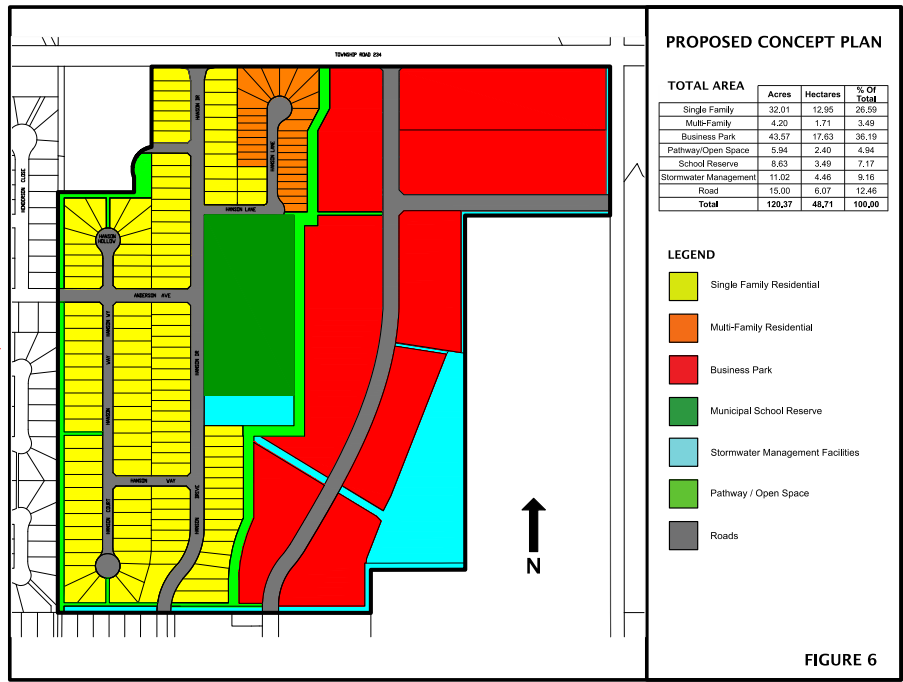 PROPOSED CONCEPT PLAN
TOTAL AREA
Acres Hectares % Of Total
Single Family 32.01 12.95 26.59
Multi-Family 4.20 1.71 3.49
Business Park 43.57 17.63 36.19
Pathway/Open Space 5.94 2.40 4.94
School Reserve 8.63 3.49 7.17
Stormwater Management 11.02 4.46 9.16
Road 15.00 6.07 12.46
Total 120.37 48.71 100.00
LEGEND
Single Family Residential
Multi-Family Residential
Business Park
Municipal School Reserve
Stormwater Management Facilities
Pathway / Open Space
Roads
FIGURE 6
TOWNSHIP ROAD 234
HANSON DR
HANSON LANE
HANSON LANE
HENDERSON CLOSE
HANSON HOLLOW
ANDERSON AVE
HANSON WY
WAY
HANSON
HANSON DR
HANSON WAY
HANSON COURT
HANSON DRIVE
N